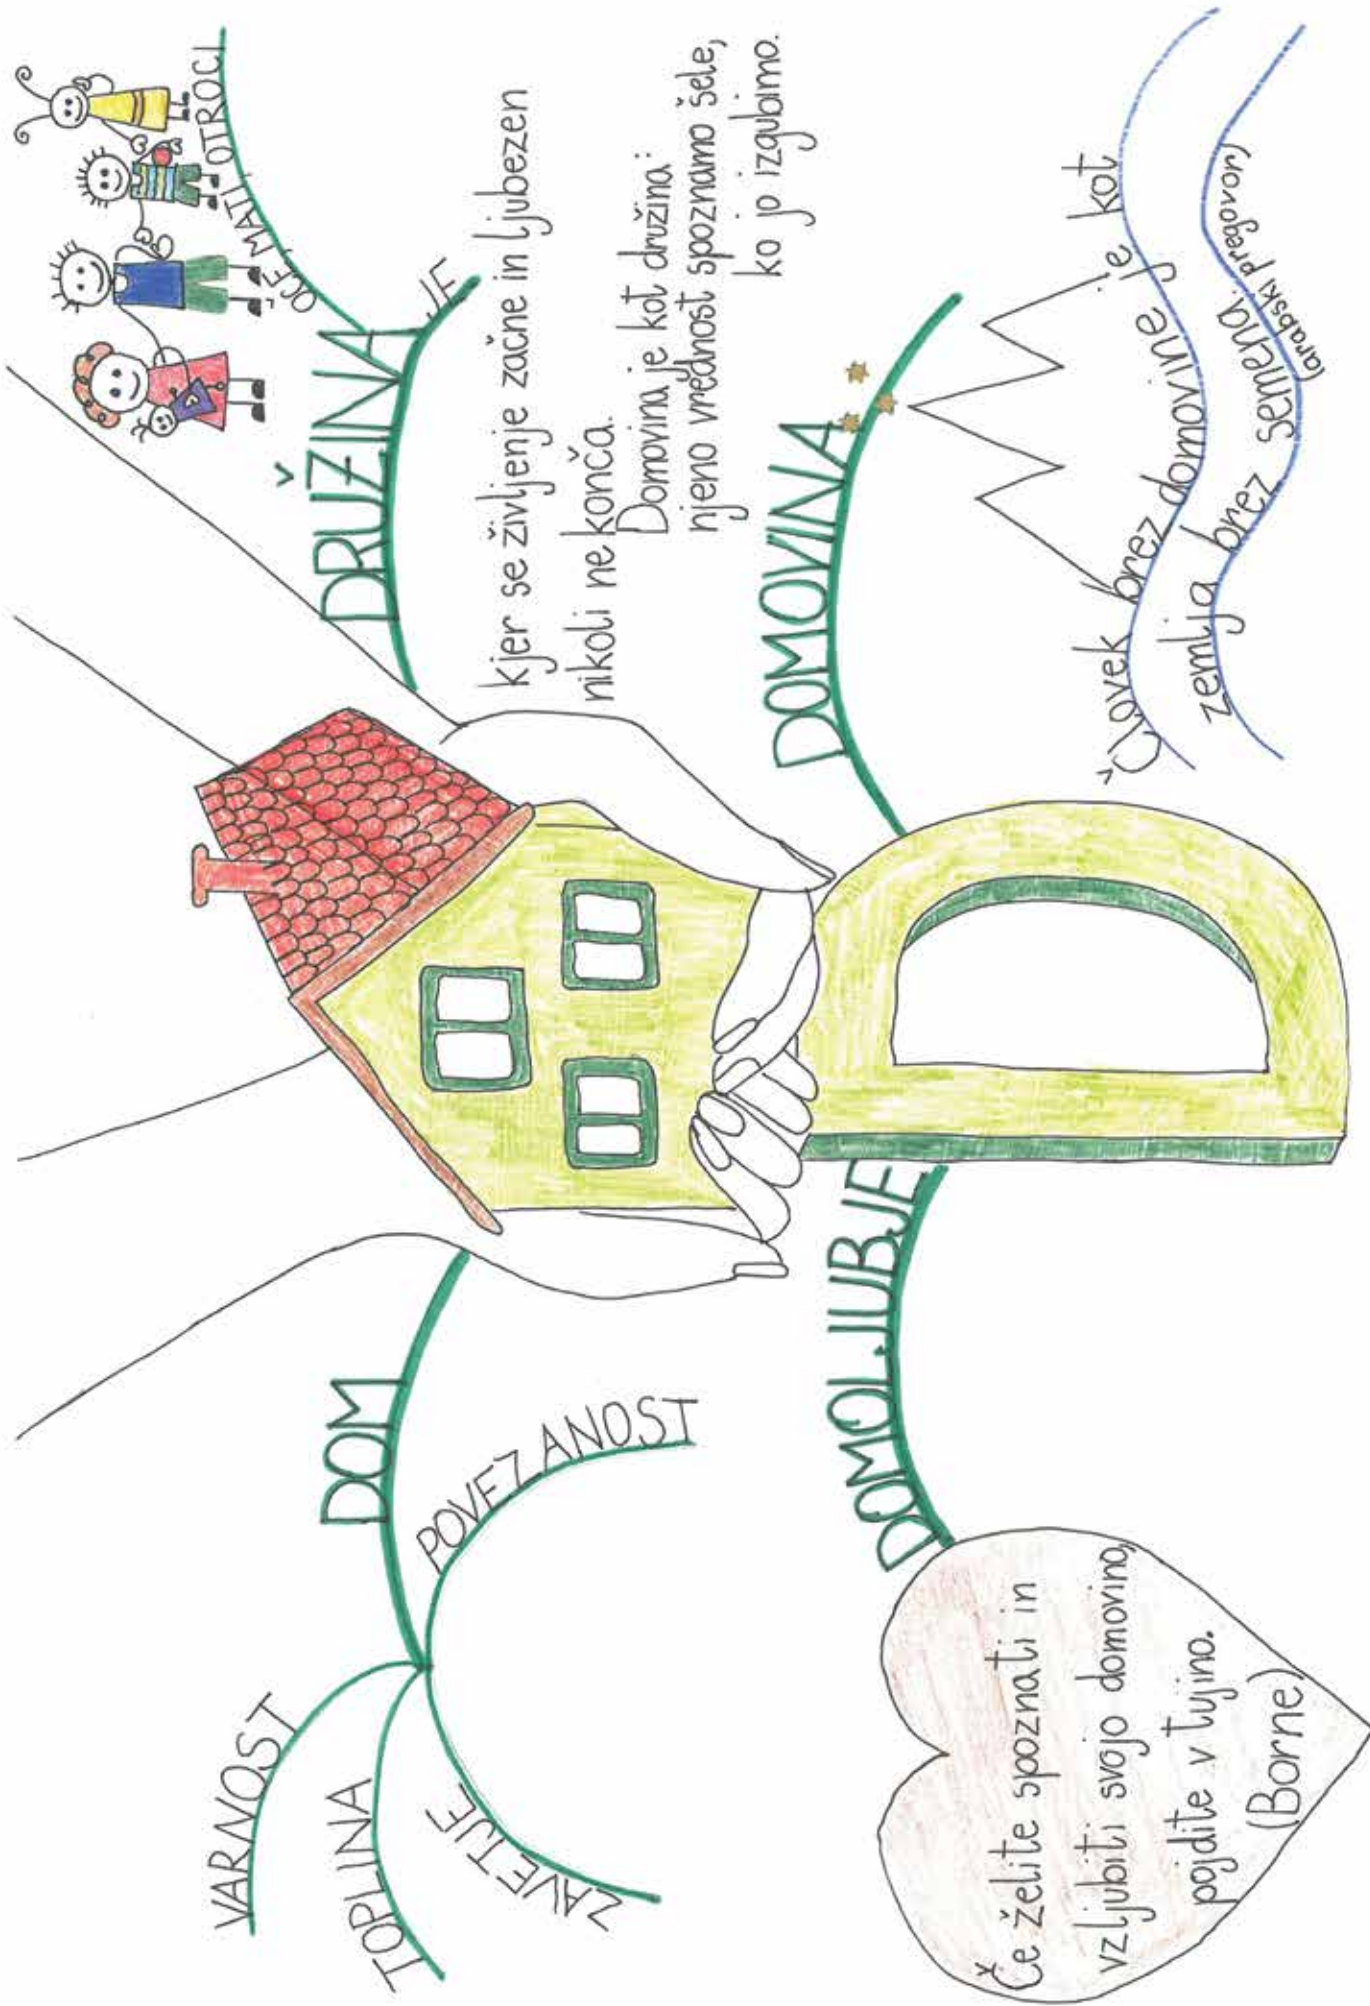 DOM
VARNOST
TOPLINA
ZAVETJE
POVEZANOST
DRUŽINA JE
OČE, MATI, OTROCI
kjer se življenje začne in ljubezen
nikoli ne konča.
Domovina je kot družina:
njeno vrednost spoznamo šele,
ko jo izgubimo.
DOMOLJUBJE
Če želite spoznati in
vzljubiti svojo domovino,
pojdite v tujino.
(Borne)
D
DOMOVINA
Človek brez domovine je kot
zemlja brez semena.
(arabski pregovor)